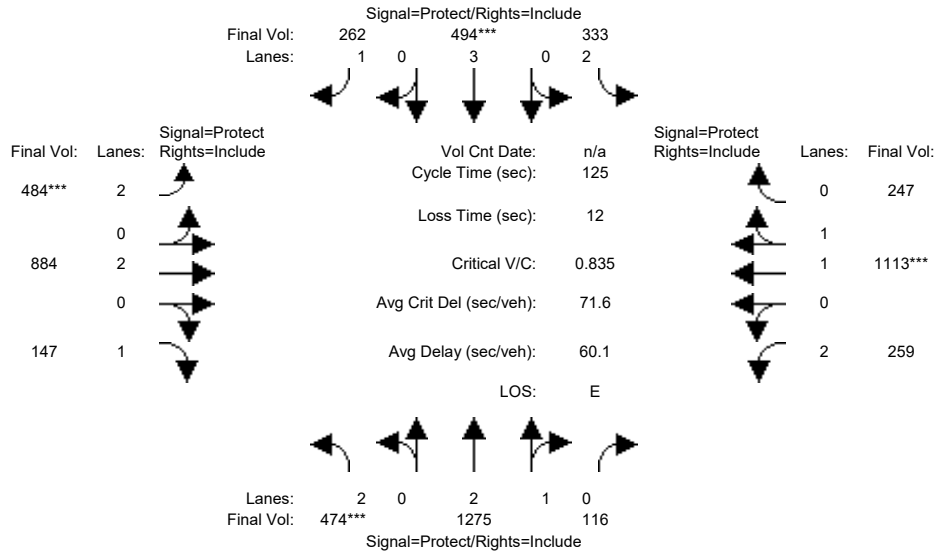 Signal=Protect/Rights=Include
Final Vol: 262 494*** 333
Lanes: 1 0 3 0 2
Signal=Protect Signal=Protect
Final Vol: Lanes: Rights=Include Vol Cnt Date: n/a Rights=Include Lanes: Final Vol:
Cycle Time (sec): 125
484*** 2 0 247
Loss Time (sec): 12
0 1
884 2 Critical V/C: 0.835 1 1113***
0 Avg Crit Del (sec/veh): 71.6 0
147 1 Avg Delay (sec/veh): 60.1 2 259
LOS: E
Lanes: 2 0 2 1 0
Final Vol: 474*** 1275 116
Signal=Protect/Rights=Include